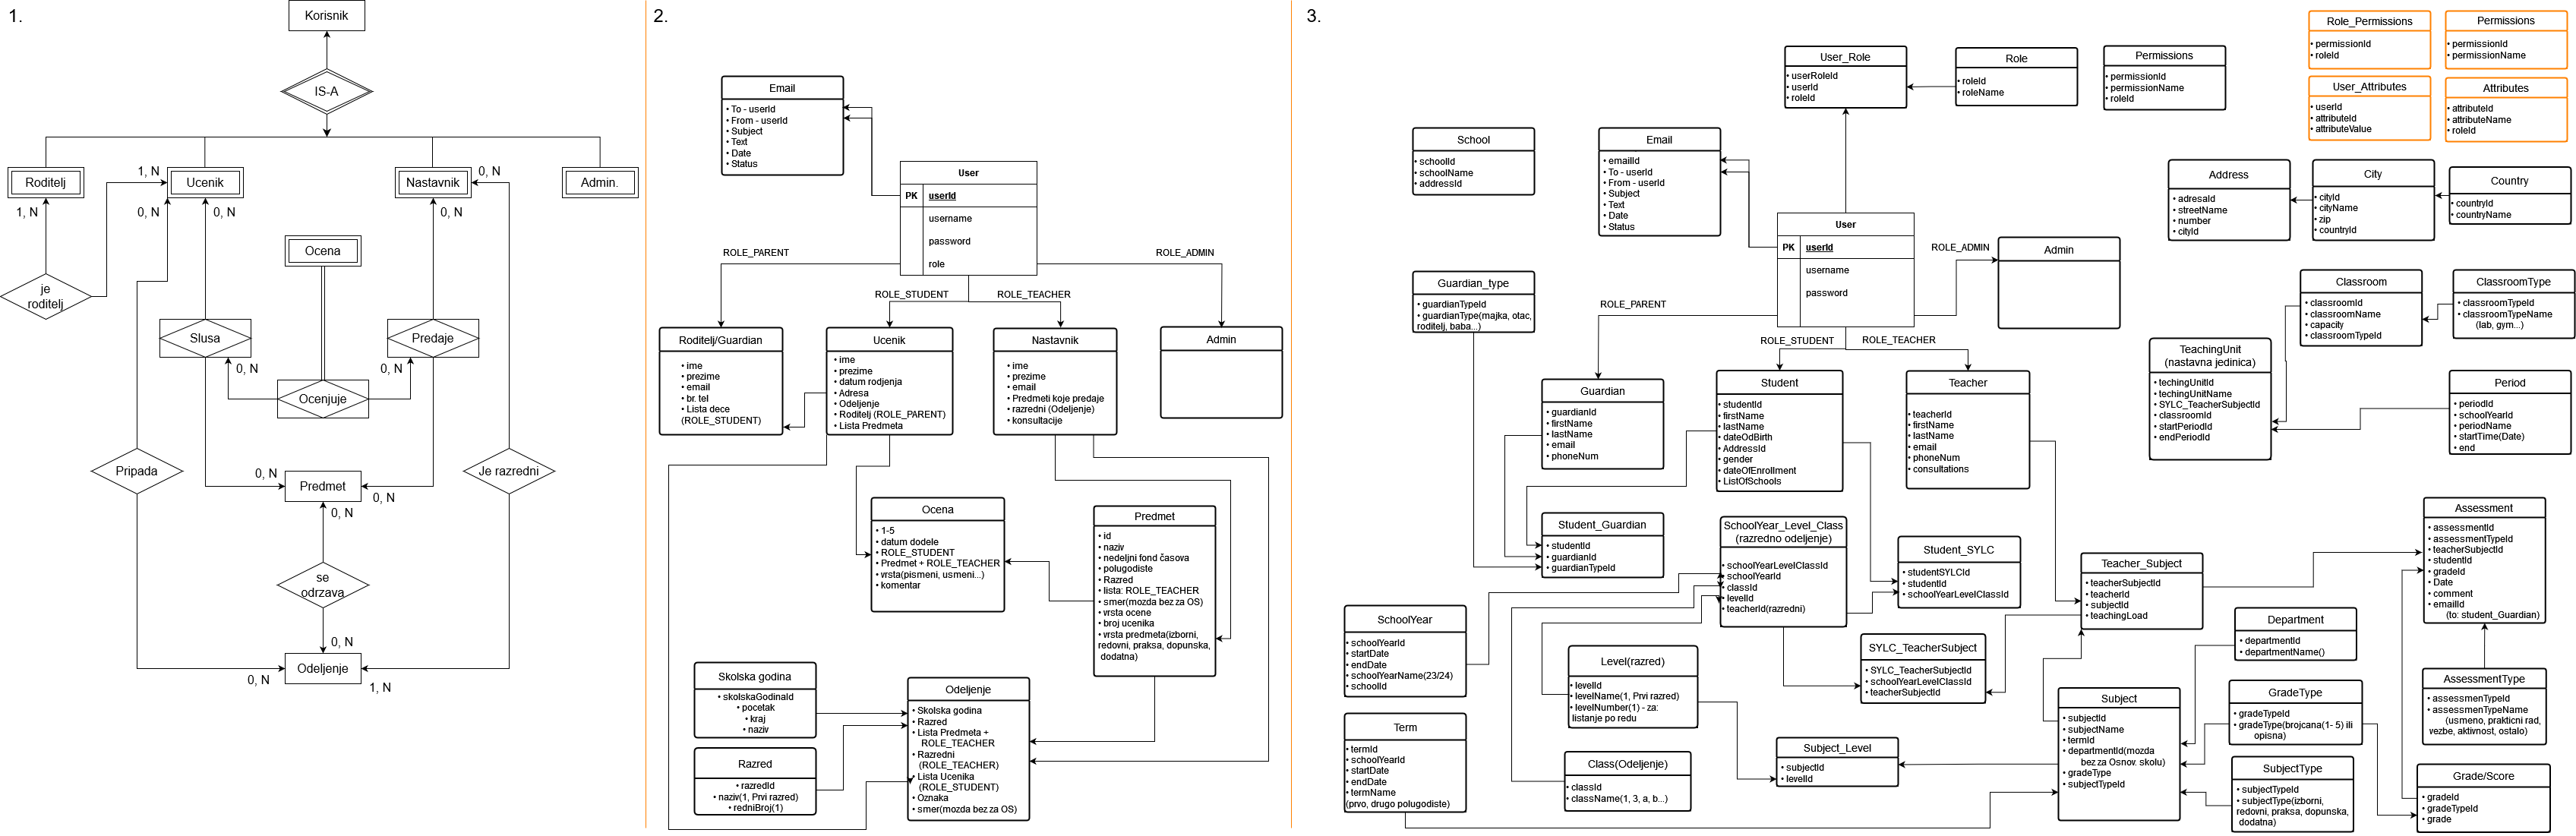 1.
Korisnik
IS-A
Roditelj
1, N
Ucenik
Nastavnik
0, N
Admin.
1, N
0, N
0, N
0, N
Ocena
je
roditelj
Slusa
Predaje
0, N
0, N
Ocenjuje
Pripada
Je razredni
0, N
Predmet
0, N
0, N
se
odrzava
0, N
Odeljenje
0, N
1, N
2.
Email
• To - userId
• From - userId
• Subject
• Text
• Date
• Status
User
PK
userId
username
password
role
ROLE_PARENT
ROLE_ADMIN
ROLE_STUDENT
ROLE_TEACHER
Roditelj/Guardian
• ime
• prezime
• email
• br. tel
• Lista dece
(ROLE_STUDENT)
Ucenik
• ime
• prezime
• datum rodjenja
• Adresa
• Odeljenje
• Roditelj (ROLE_PARENT)
• Lista Predmeta
Nastavnik
• ime
• prezime
• email
• Predmeti koje predaje
• razredni (Odeljenje)
• konsultacije
Admin
Ocena
• 1-5
• datum dodele
• ROLE_STUDENT
• Predmet + ROLE_TEACHER
• vrsta(pismeni, usmeni...)
• komentar
Predmet
• id
• naziv
• nedeljni fond časova
• polugodiste
• Razred
• lista: ROLE_TEACHER
• smer(mozda bez za OS)
• vrsta ocene
• broj ucenika
• vrsta predmeta(izborni,
redovni, praksa, dopunska,
dodatna)
Skolska godina
• skolskaGodinaId
• pocetak
• kraj
• naziv
Razred
• razredId
• naziv(1, Prvi razred)
• redniBroj(1)
Odeljenje
• Skolska godina
• Razred
• Lista Predmeta +
ROLE_TEACHER
• Razredni
(ROLE_TEACHER)
• Lista Ucenika
(ROLE_STUDENT)
• Oznaka
• smer(mozda bez za OS)
3.
User_Role
• userRoleId
• userId
• roleId
Role
• roleId
• roleName
Permissions
• permissionId
• permissionName
• roleId
Role_Permissions
• permissionId
• roleId
Permissions
• permissionId
• permissionName
User_Attributes
• userId
• attributeId
• attributeValue
Attributes
• attributeId
• attributeName
• roleId
School
• schoolId
• schoolName
• addressId
Email
• emailId
• To - userId
• From - userId
• Subject
• Text
• Date
• Status
Address
• adresaId
• streetName
• number
• cityId
City
• cityId
• cityName
• zip
• countryId
Country
• countryId
• countryName
User
PK
userId
username
password
ROLE_ADMIN
Admin
Guardian_type
• guardianTypeId
• guardianType(majka, otac,
roditelj, baba...)
ROLE_PARENT
ROLE_STUDENT
ROLE_TEACHER
Classroom
• classroomId
• classroomName
• capacity
• classroomTypeId
ClassroomType
• classroomTypeId
• classroomTypeName
(lab, gym...)
TeachingUnit
(nastavna jedinica)
• techingUnitId
• techingUnitName
• SYLC_TeacherSubjectId
• classroomId
• startPeriodId
• endPeriodId
Period
• periodId
• schoolYearId
• periodName
• startTime(Date)
• end
Guardian
• guardianId
• firstName
• lastName
• email
• phoneNum
Student
• studentId
• firstName
• lastName
• dateOdBirth
• AddressId
• gender
• dateOfEnrollment
• ListOfSchools
Teacher
• teacherId
• firstName
• lastName
• email
• phoneNum
• consultations
Student_Guardian
• studentId
• guardianId
• guardianTypeId
SchoolYear_Level_Class
(razredno odeljenje)
• schoolYearLevelClassId
• schoolYearId
• classId
• levelId
• teacherId(razredni)
Student_SYLC
• studentSYLCId
• studentId
• schoolYearLevelClassId
Teacher_Subject
• teacherSubjectId
• teacherId
• subjectId
• teachingLoad
Assessment
• assessmentId
• assessmentTypeId
• teacherSubjectId
• studentId
• gradeId
• Date
• comment
• emailId
(to: student_Guardian)
SchoolYear
• schoolYearId
• startDate
• endDate
• schoolYearName(23/24)
• schoolId
Level(razred)
• levelId
• levelName(1, Prvi razred)
• levelNumber(1) - za:
listanje po redu
SYLC_TeacherSubject
• SYLC_TeacherSubjectId
• schoolYearLevelClassId
• teacherSubjectId
Department
• departmentId
• departmentName()
Subject
• subjectId
• subjectName
• termId
• departmentId(mozda
bez za Osnov. skolu)
• gradeType
• subjectTypeId
GradeType
• gradeTypeId
• gradeType(brojcana(1- 5) ili
opisna)
AssessmentType
• assessmenTypeId
• assessmenTypeName
(usmeno, prakticni rad,
vezbe, aktivnost, ostalo)
Term
• termId
• schoolYearId
• startDate
• endDate
• termName
(prvo, drugo polugodiste)
Class(Odeljenje)
• classId
• className(1, 3, a, b...)
Subject_Level
• subjectId
• levelId
SubjectType
• subjectTypeId
• subjectType(izborni,
redovni, praksa, dopunska,
dodatna)
Grade/Score
• gradeId
• gradeTypeId
• grade